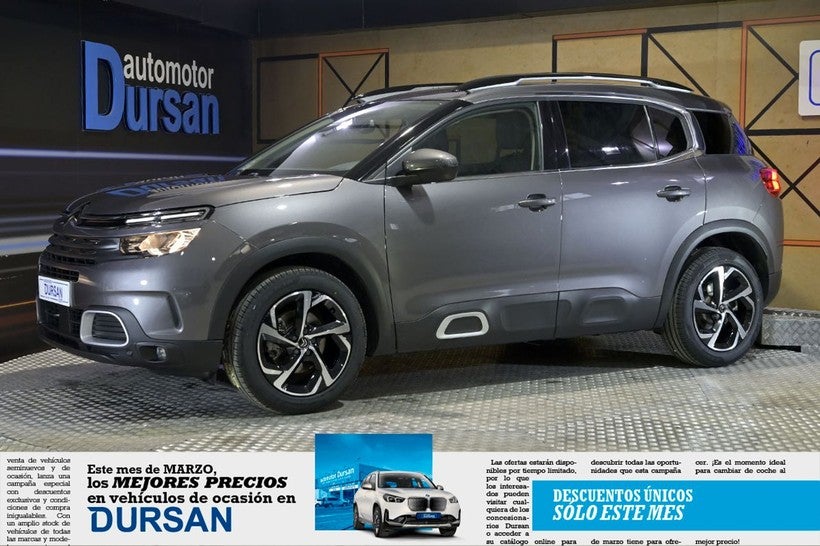 automotor
DURSAN
DURSAN
venta de vehículos
seminuevos y de
ocasión, lanza una
campaña especial
con descuentos
exclusivos y condi-
ciones de compra
inigualables. Con
un amplio stock de
vehículos de todas
las marcas y mode-
Este mes de MARZO,
los MEJORES PRECIOS
en vehículos de ocasión en
DURSAN
automotor Dursan
Las ofertas estarán dispo-
nibles por tiempo limitado,
por lo que
los interesa-
dos pueden
visitar cual-
quiera de los
concesiona-
rios Dursan
o acceder a
su catálogo online para
descubrir todas las oportu-
nidades que esta campaña
cer. ¡Es el momento ideal
para cambiar de coche al
DESCUENTOS ÚNICOS
SÓLO ESTE MES
de marzo tiene para ofre-
mejor precio!